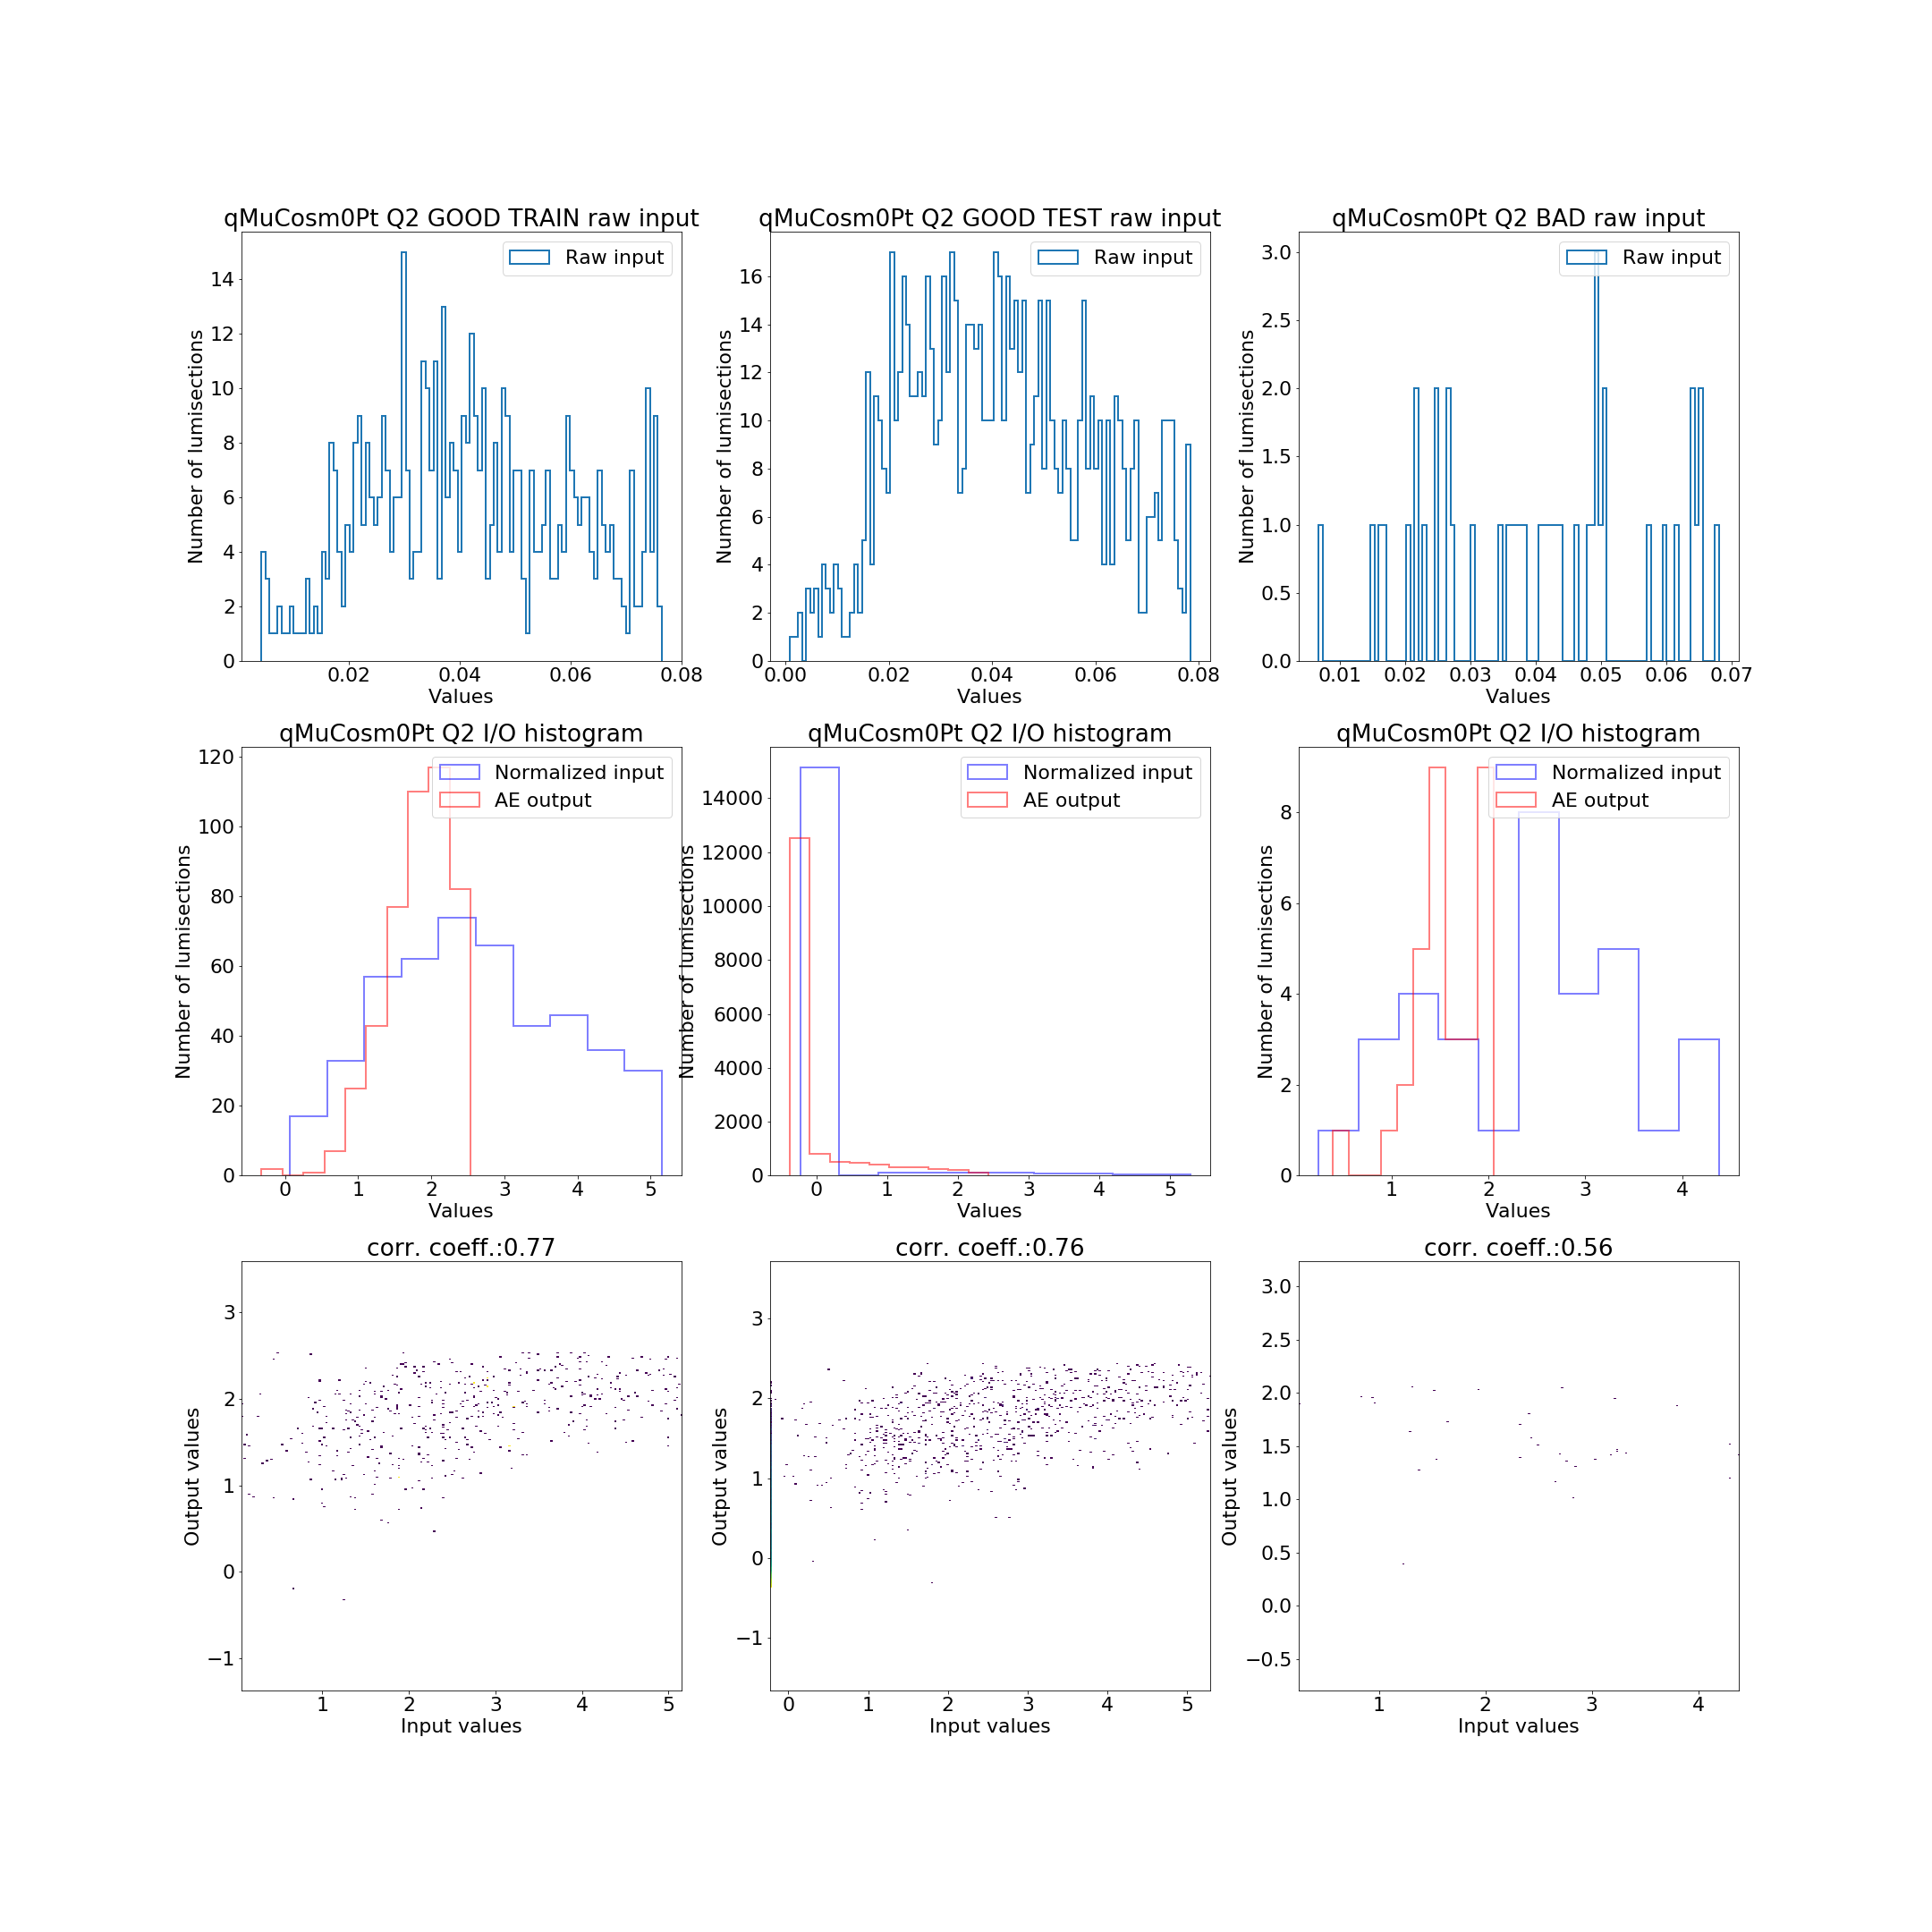 qMuCosm0Pt Q2 GOOD TRAIN raw input
Raw input
Number of lumisections
14
12
10
8
6
4
2
0
0.02 0.04 0.06 0.08
Values
qMuCosm0Pt Q2 GOOD TEST raw input
Raw input
Number of lumisections
16
14
12
10
8
6
4
2
0
0.00 0.02 0.04 0.06 0.08
Values
qMuCosm0Pt Q2 BAD raw input
Raw input
Number of lumisections
3.0
2.5
2.0
1.5
1.0
0.5
0.0
0.01 0.02 0.03 0.04 0.05 0.06 0.07
Values
qMuCosm0Pt Q2 I/O histogram
Normalized input
AE output
Number of lumisections
120
100
80
60
40
20
0
0 1 2 3 4 5
Values
qMuCosm0Pt Q2 I/O histogram
Normalized input
AE output
Number of lumisections
14000
12000
10000
8000
6000
4000
2000
0
0 1 2 3 4 5
Values
qMuCosm0Pt Q2 I/O histogram
Normalized input
AE output
Number of lumisections
8
6
4
2
0
1 2 3 4
Values
corr. coeff.:0.77
Output values
3
2
1
0
−1
1 2 3 4 5
Input values
corr. coeff.:0.76
Output values
3
2
1
0
−1
0 1 2 3 4 5
Input values
corr. coeff.:0.56
Output values
3.0
2.5
2.0
1.5
1.0
0.5
0.0
−0.5
1 2 3 4
Input values